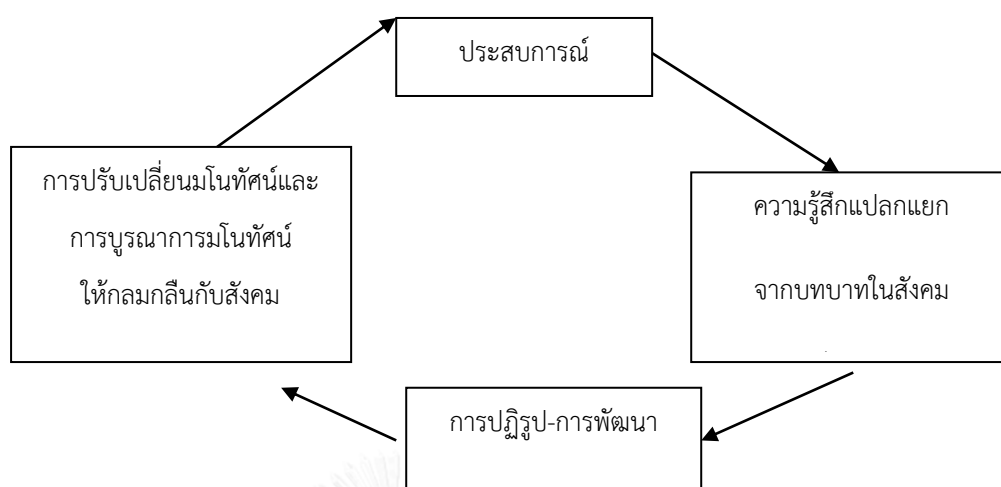 ประสบการณ์
ความรู้สึกแปลกแยก
จากบทบาทในสังคม
การปฏิรูป-การพัฒนา
การปรับเปลี่ยนมโนทัศน์และ
การบูรณาการมโนทัศน์
ให้กลมกลืนกับสังคม